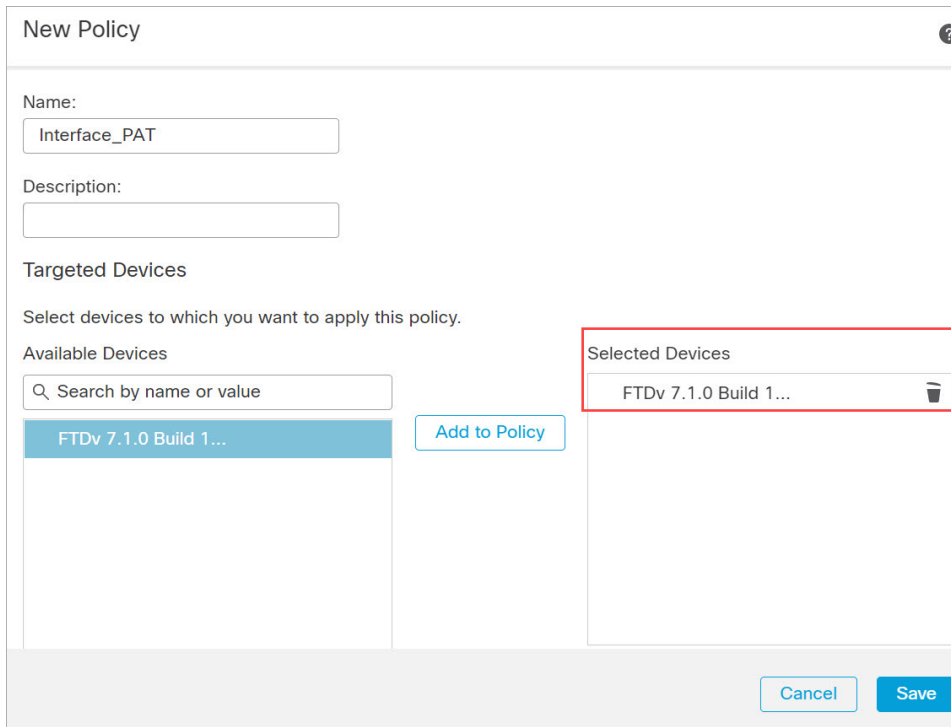 New Policy
?
Name:
Interface_PAT
Description:
Targeted Devices
Select devices to which you want to apply this policy.
Available Devices
Search by name or value
FTDv 7.1.0 Build 1...
Add to Policy
Selected Devices
FTDv 7.1.0 Build 1...
Cancel
Save